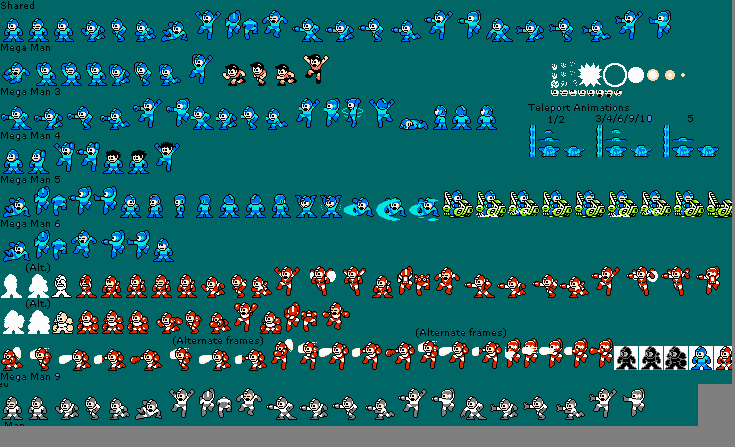 Shared
Mega Man
Mega Man 3
Teleport Animations
1/2 3/4/6/9/10 5
Mega Man 4
Mega Man 5
Mega Man 6
(Alt.)
(Alt.)
(Alternate frames)
(Alternate frames)
Mega Man 9
Man